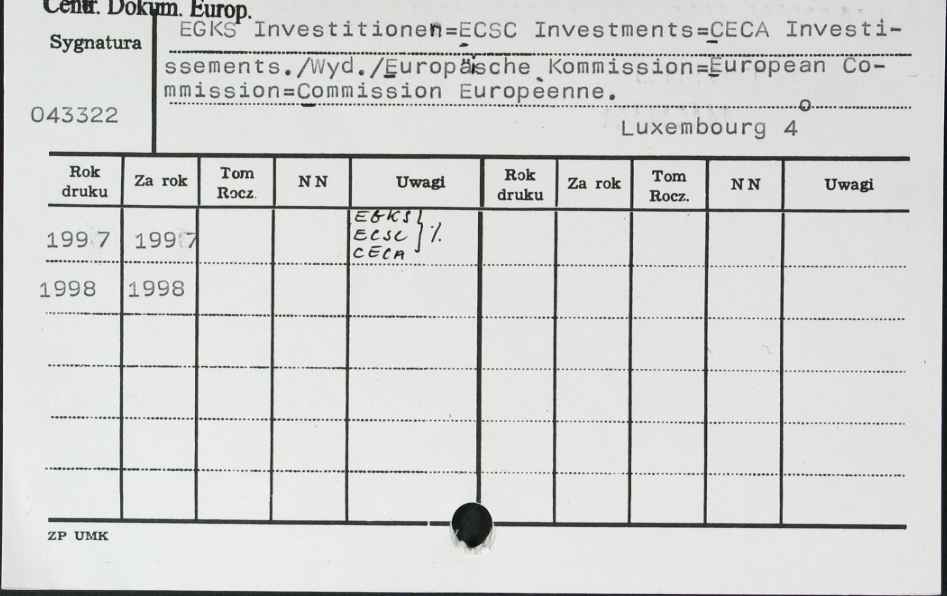 Centr. Dokum. Europ.
Sygnatura
EGKS Investitionen=ECSC Investments=CECA Investi-
ssements./Wyd./Europäische Kommission=European Co-
mmission=Commission Européenne.
043322
Luxembourg 4°
Rok druku Za rok Tom Rocz. NN Uwagi Rok druku Za rok Tom Rocz. NN Uwagi
1997 1997 EGKS ECSC CECA } %.
1998 1998
ZP UMK